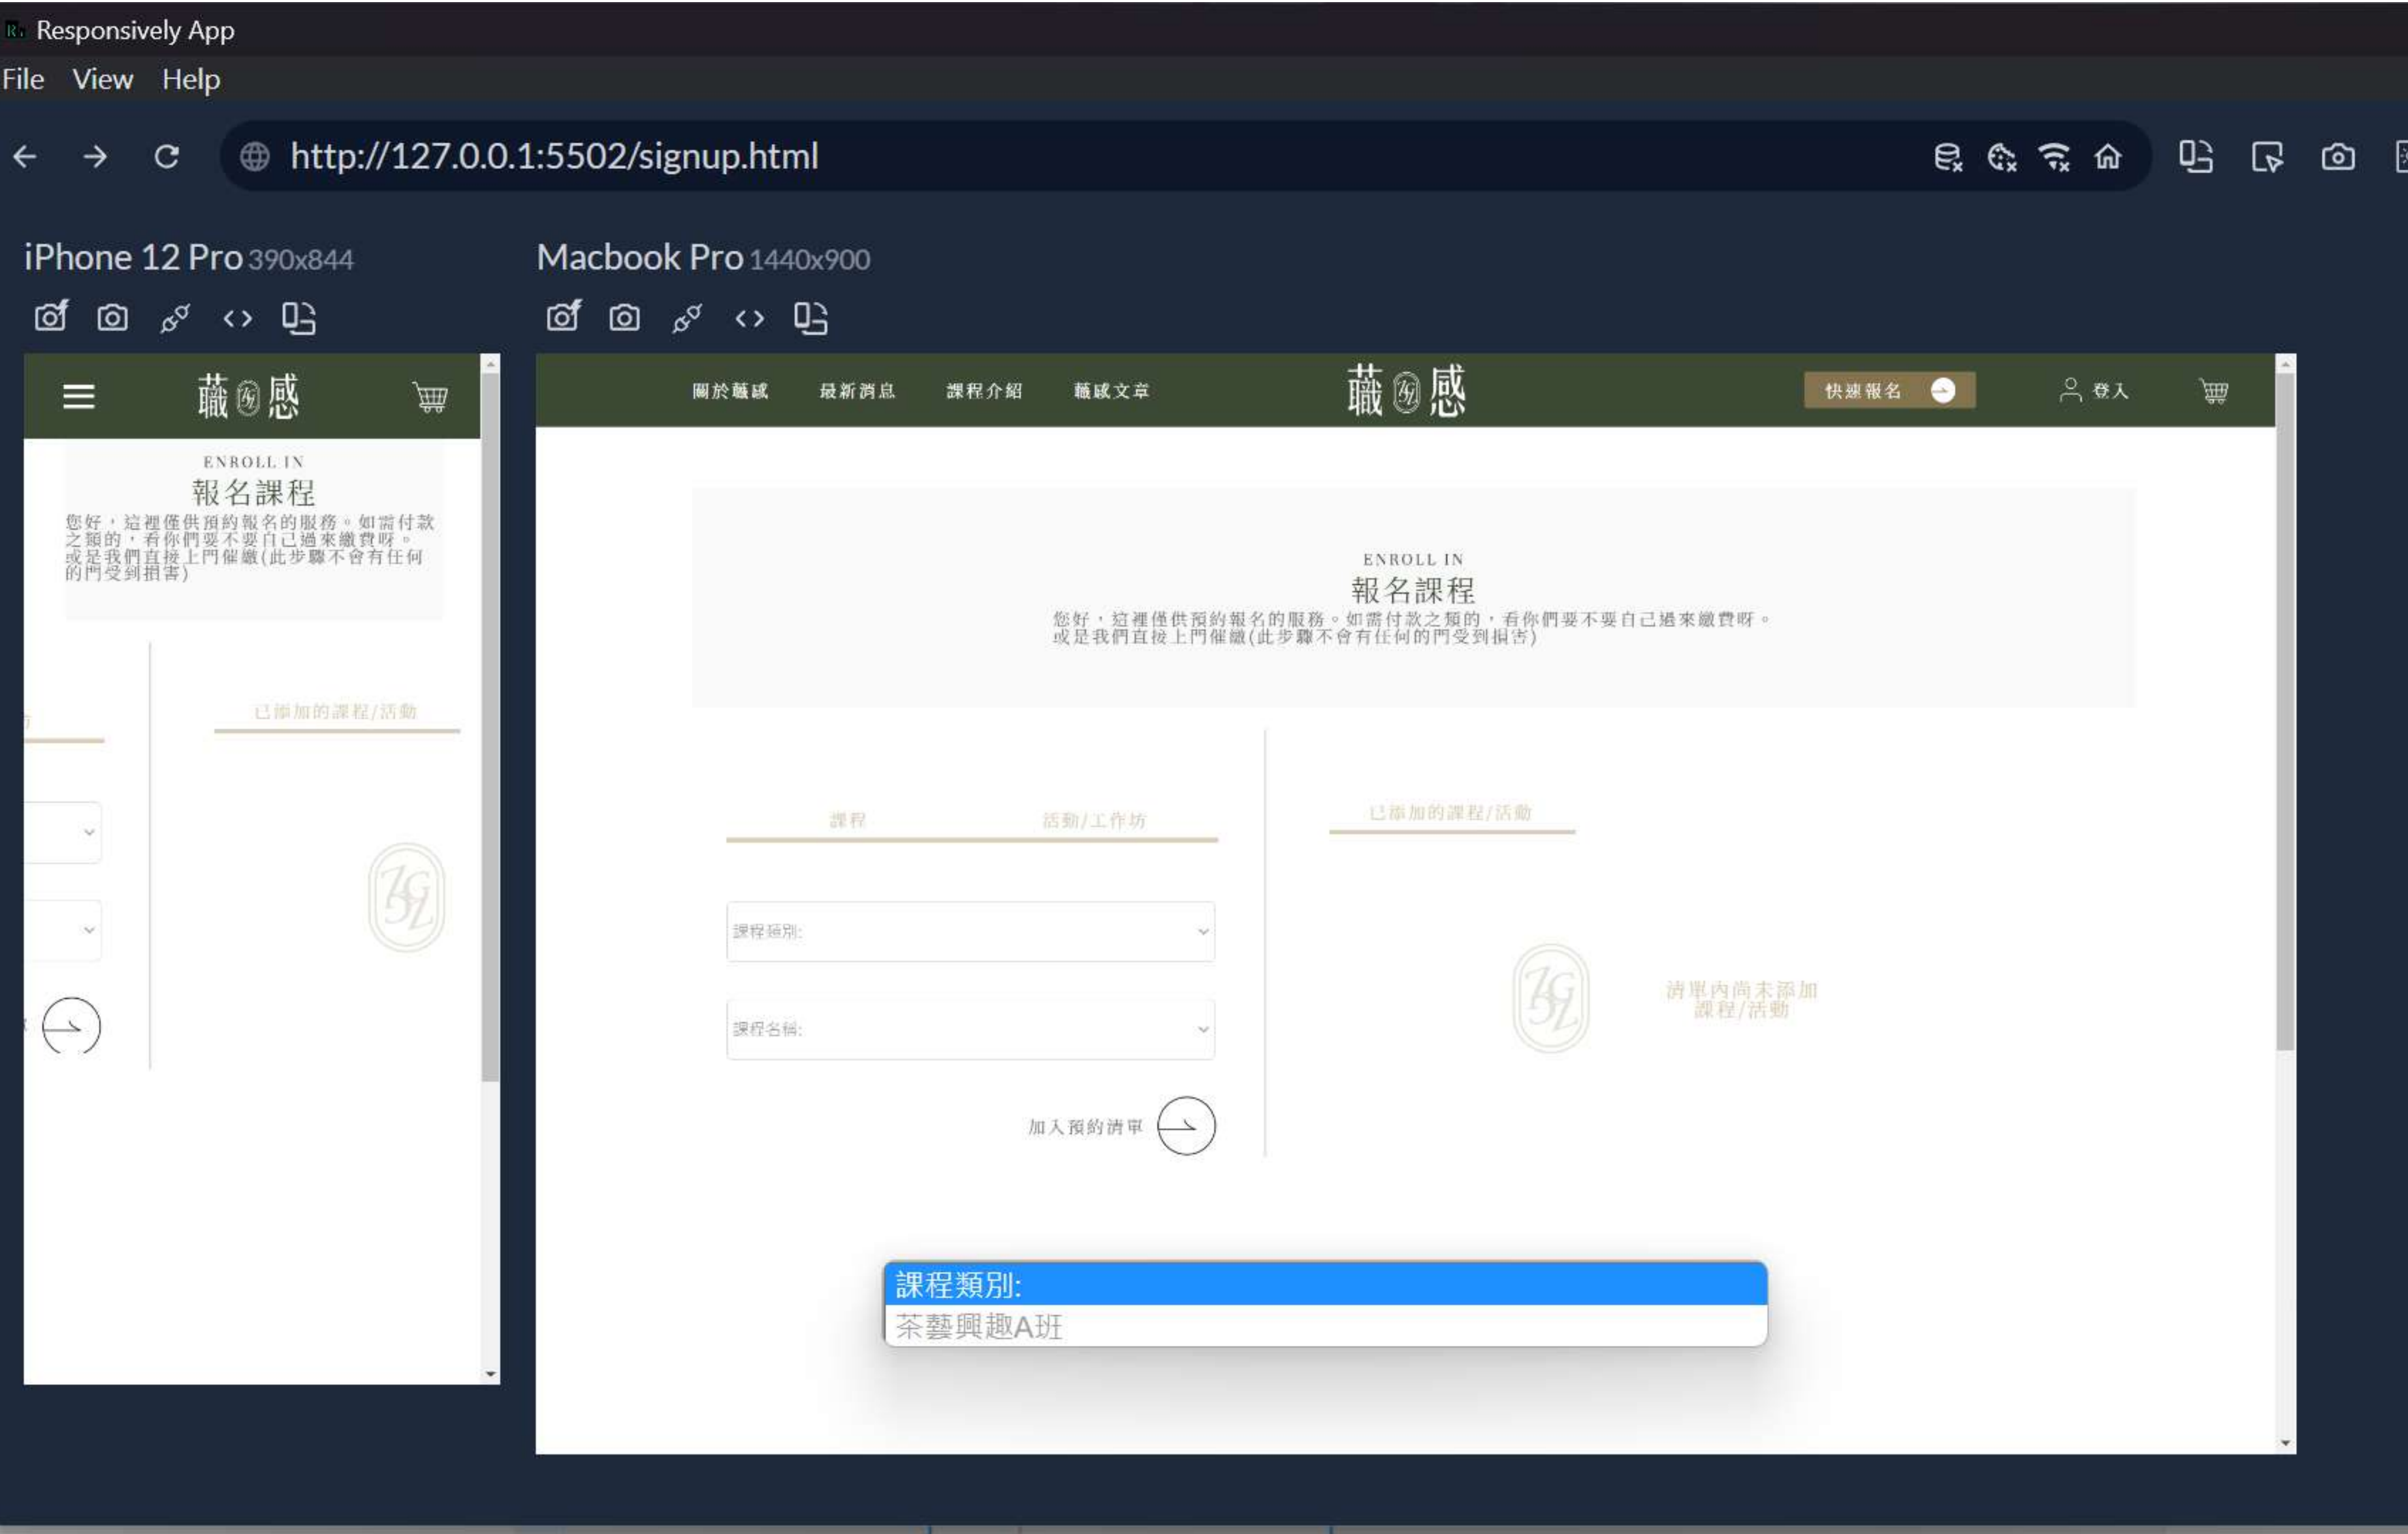 Responsively App
File View Help
http://127.0.0.1:5502/signup.html
iPhone 12 Pro 390x844
蘵 感
ENROLL IN
報名課程
您好，這裡僅供預約報名的服務。如需付款
之類的，看你們要不要自己過來繳費呀。
或是我們直接上門催繳(此步驟不會有任何
的門受到損害)
已添加的課程/活動
Macbook Pro 1440x900
關於蘵感 最新消息 課程介紹 蘵感文章
蘵 感
快速報名
登入
ENROLL IN
報名課程
您好，這裡僅供預約報名的服務。如需付款之類的，看你們要不要自己過來繳費呀。
或是我們直接上門催繳(此步驟不會有任何的門受到損害)
課程 活動/工作坊
已添加的課程/活動
課程類別:
課程名稱:
清單內尚未添加
課程/活動
加入預約清單
課程類別:
茶藝興趣A班